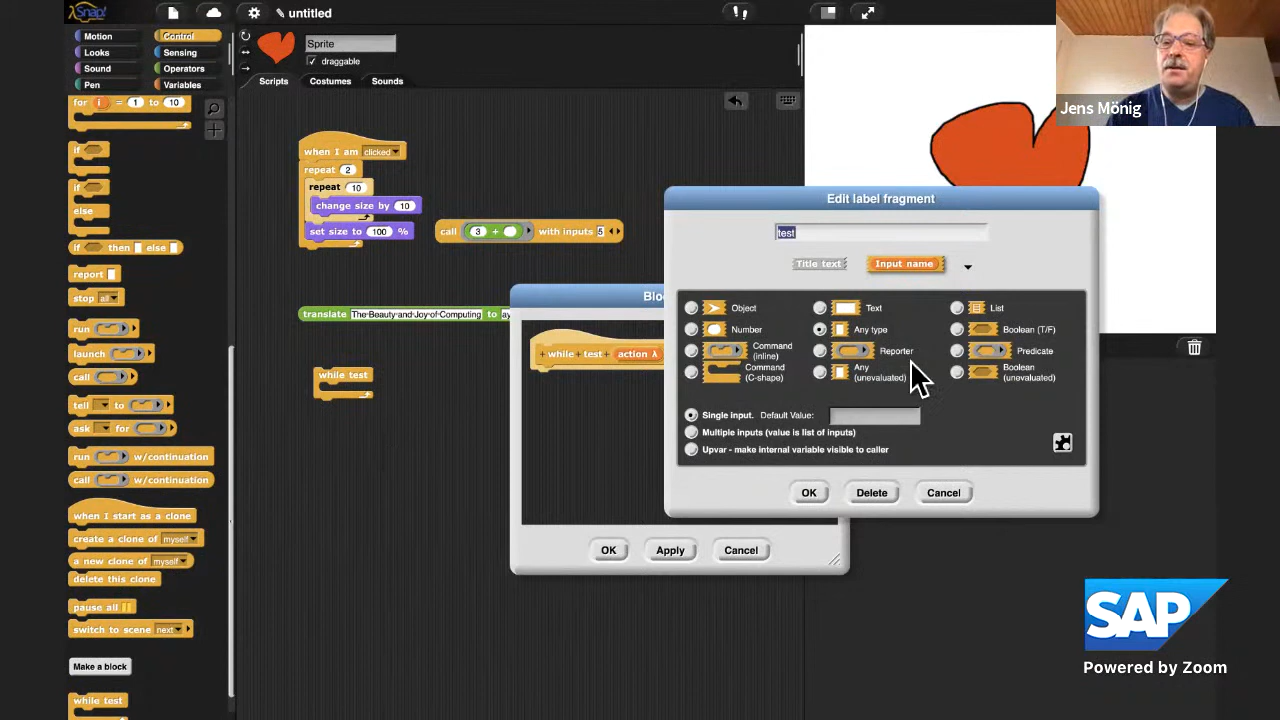 Snap!
untitled
Motion
Control
Looks
Sensing
Sound
Operators
Pen
Variables
for i = 1 to 10
if
if
else
if then else
report
stop all
run
launch
call
tell to
ask for
run w/continuation
call w/continuation
when I start as a clone
create a clone of myself
a new clone of myself
delete this clone
pause all
switch to scene next
Make a block
while test
Sprite
draggable
Scripts
Costumes
Sounds
when I am clicked
repeat 2
repeat 10
change size by 10
set size to 100 %
call 3 + with inputs 5
translate The·Beauty·and·Joy·of·Computing to ay
while test
Blo
+ while + test + action λ
OK
Apply
Cancel
Edit label fragment
test
Title text
Input name
Object
Text
List
Number
Any type
Boolean (T/F)
Command
(inline)
Reporter
Predicate
Command
(C-shape)
Any
(unevaluated)
Boolean
(unevaluated)
Single input. Default Value:
Multiple inputs (value is list of inputs)
Upvar - make internal variable visible to caller
OK
Delete
Cancel
Jens Mönig
SAP
Powered by Zoom